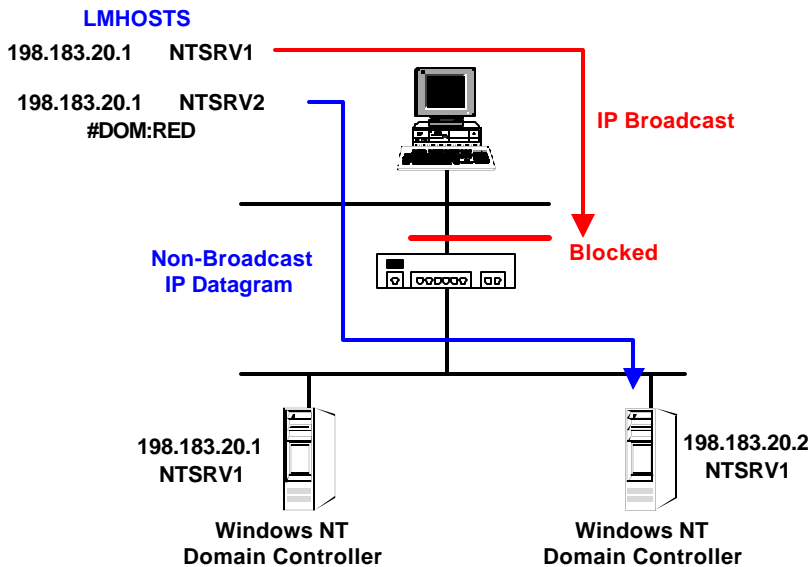 LMHOSTS
198.183.20.1 NTSRV1
198.183.20.1 NTSRV2
#DOM:RED
IP Broadcast
Blocked
Non-Broadcast
IP Datagram
198.183.20.1
NTSRV1
Windows NT
Domain Controller
198.183.20.2
NTSRV1
Windows NT
Domain Controller